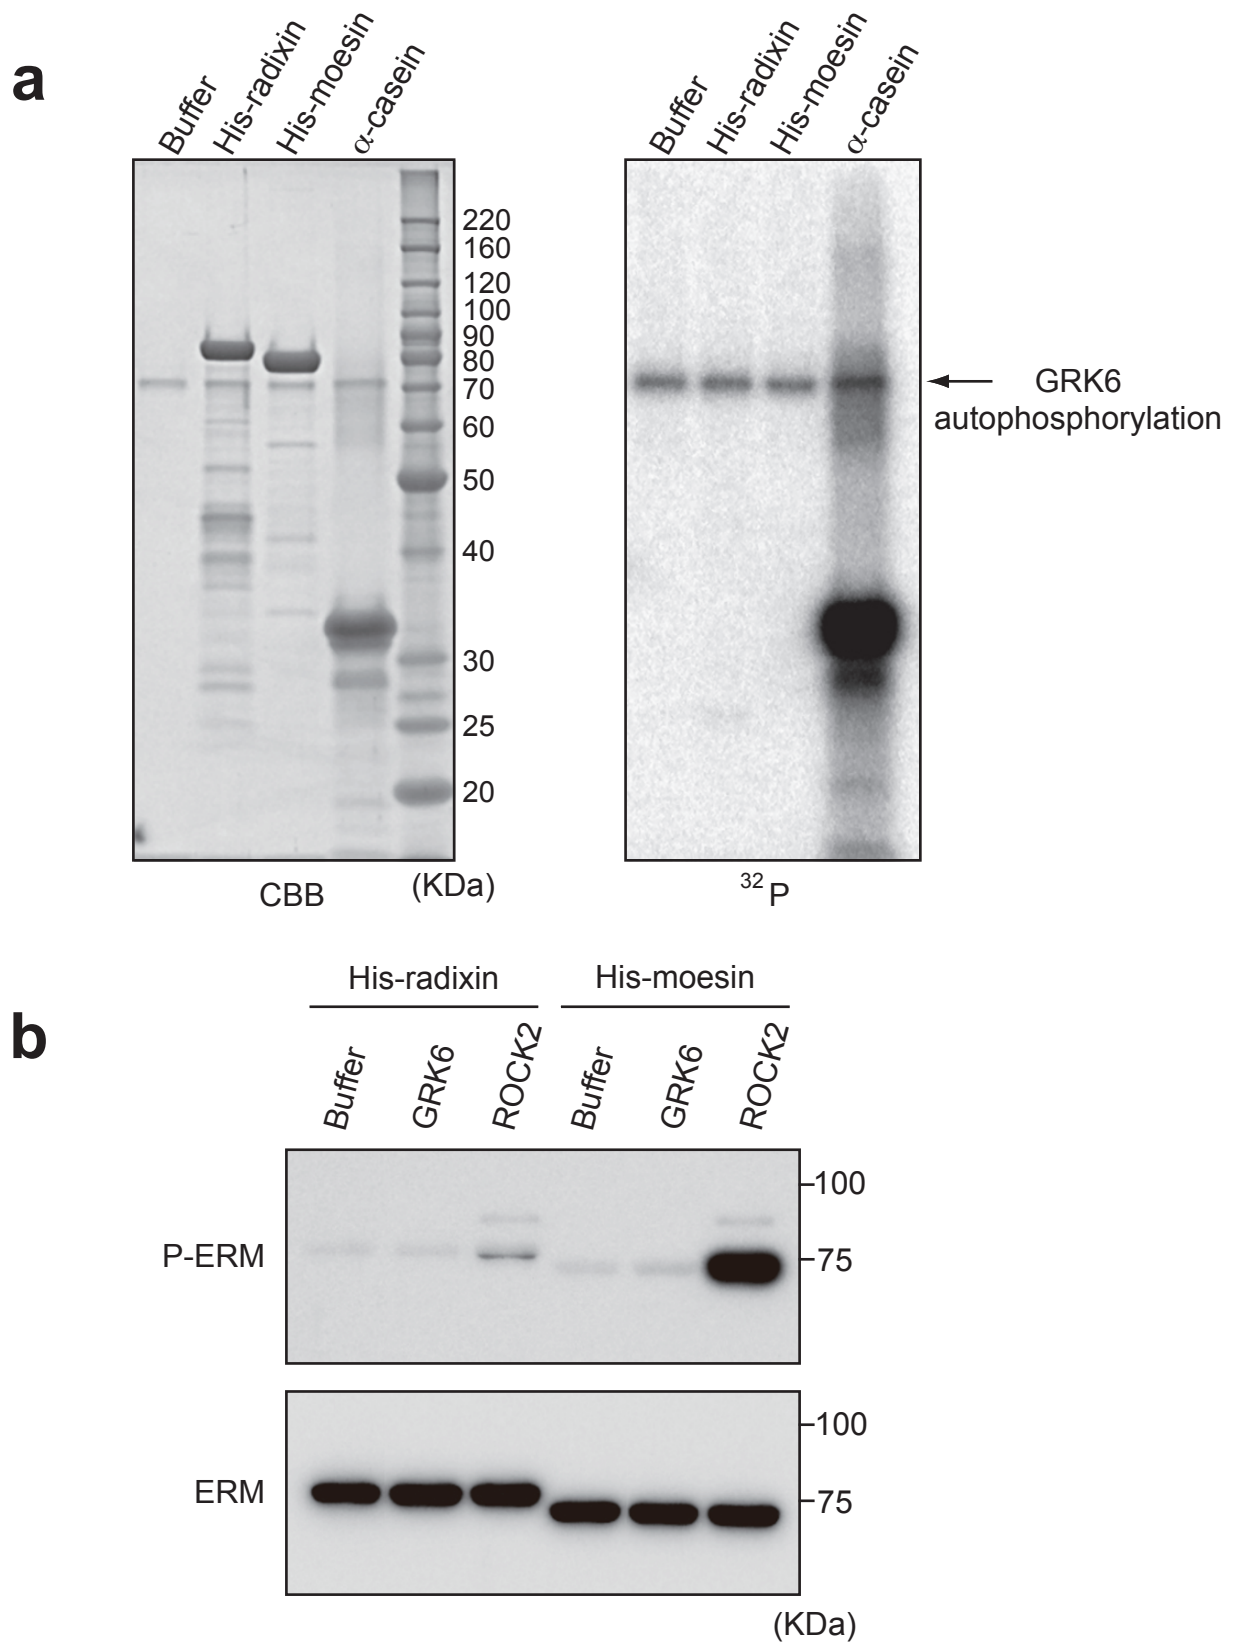 a
Buffer
His-radixin
His-moesin
α-casein
Buffer
His-radixin
His-moesin
α-casein
220
160
120
100
90
80
70
60
50
40
30
25
20
GRK6
autophosphorylation
CBB
(KDa)
32 P
b
His-radixin
His-moesin
Buffer
GRK6
ROCK2
Buffer
GRK6
ROCK2
P-ERM
100
75
ERM
100
75
(KDa)